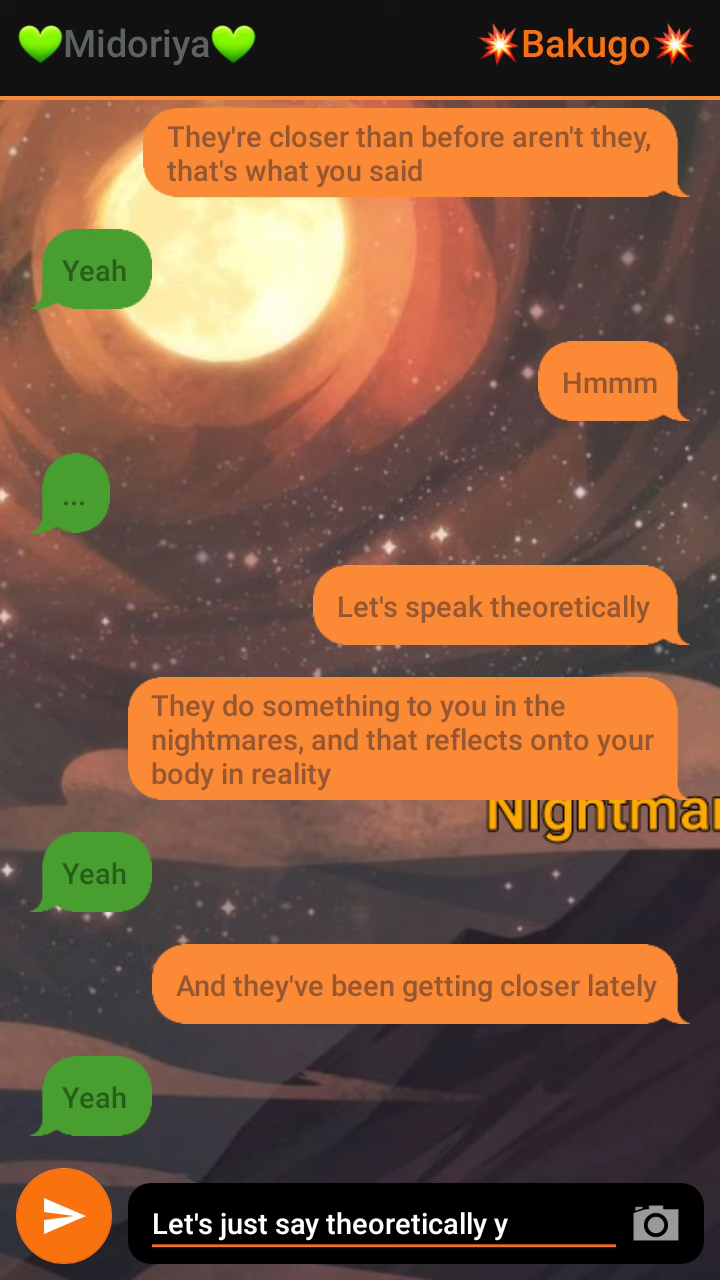 💚Midoriya💚
💥Bakugo💥
They're closer than before aren't they,
that's what you said
Yeah
Hmmm
...
Let's speak theoretically
They do something to you in the
nightmares, and that reflects onto your
body in reality
Yeah
And they've been getting closer lately
Yeah
Let's just say theoretically y